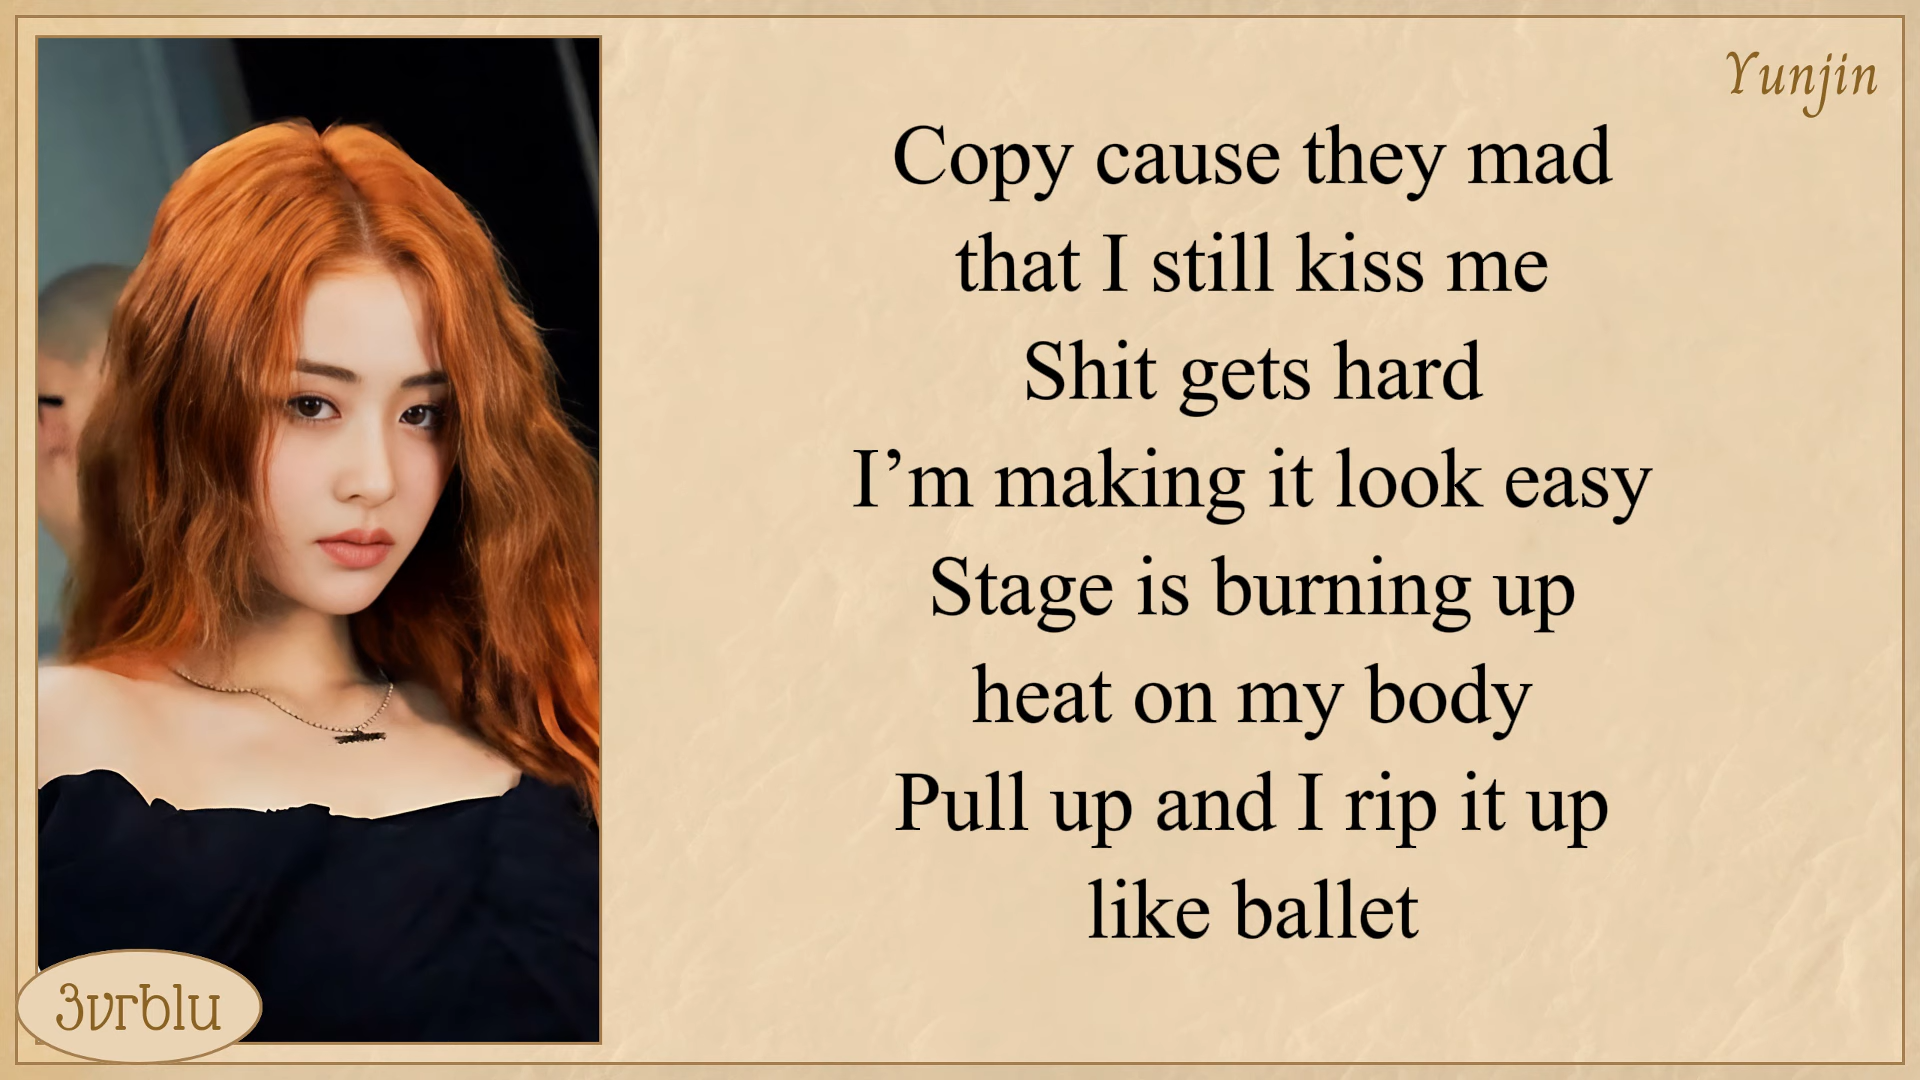 Yunjin
Copy cause they mad
that I still kiss me
Shit gets hard
I’m making it look easy
Stage is burning up
heat on my body
Pull up and I rip it up
like ballet
3vrblu